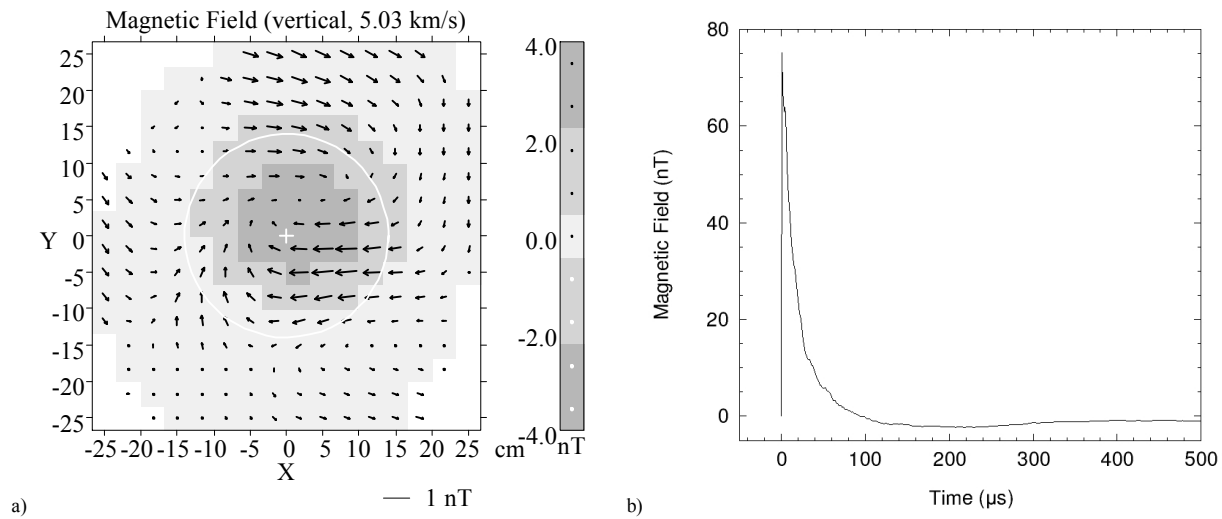 Magnetic Field (vertical, 5.03 km/s)
25
20
15
10
5
Y 0
-5
-10
-15
-20
-25
-25 -20 -15 -10 -5 0 5 10 15 20 25 cm
X
1 nT
4.0
2.0
0.0
-2.0
-4.0
nT
a)
80
60
40
20
0
Magnetic Field (nT)
0 100 200 300 400 500
Time (µs)
b)